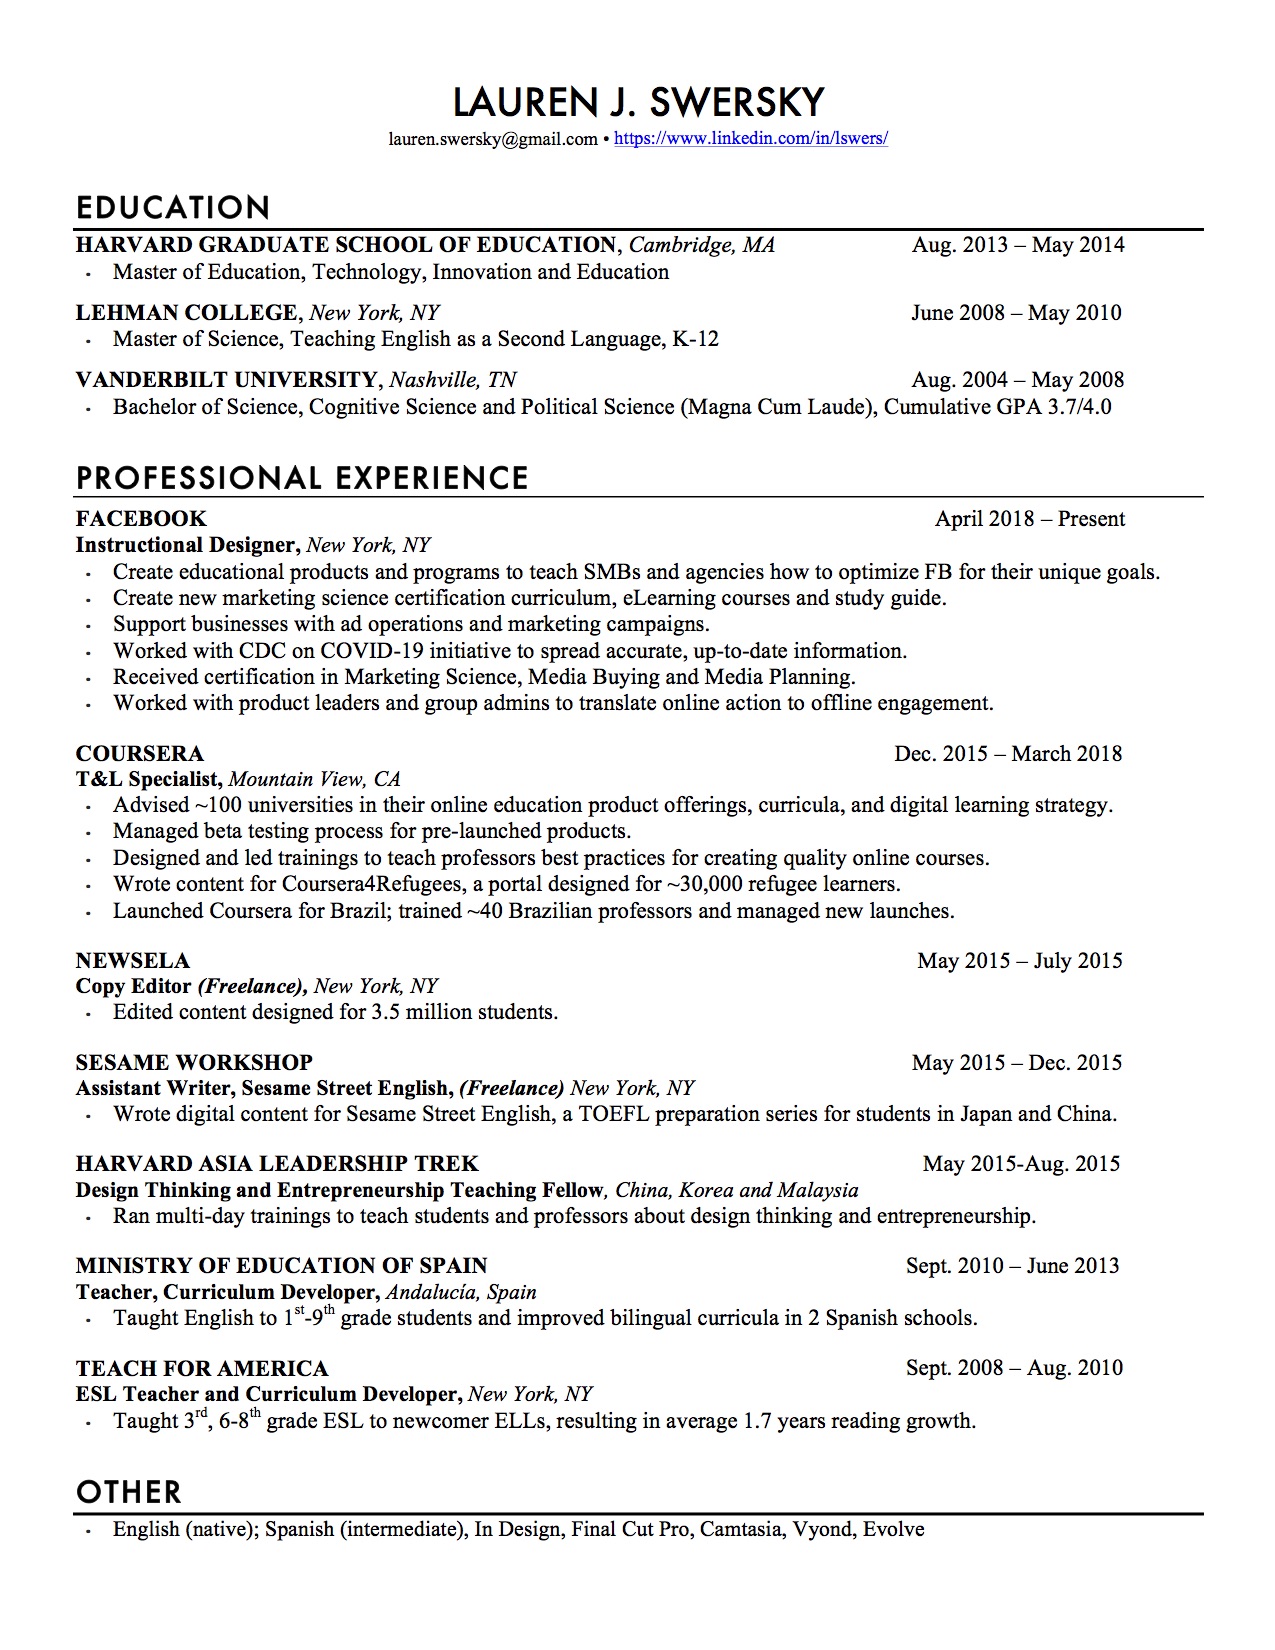 LAUREN J. SWERSKY
lauren.swersky@gmail.com • https://www.linkedin.com/in/lswers/
EDUCATION
HARVARD GRADUATE SCHOOL OF EDUCATION, Cambridge, MA Aug. 2013 – May 2014
- Master of Education, Technology, Innovation and Education
LEHMAN COLLEGE, New York, NY June 2008 – May 2010
- Master of Science, Teaching English as a Second Language, K-12
VANDERBILT UNIVERSITY, Nashville, TN Aug. 2004 – May 2008
- Bachelor of Science, Cognitive Science and Political Science (Magna Cum Laude), Cumulative GPA 3.7/4.0
PROFESSIONAL EXPERIENCE
FACEBOOK April 2018 – Present
Instructional Designer, New York, NY
- Create educational products and programs to teach SMBs and agencies how to optimize FB for their unique goals.
- Create new marketing science certification curriculum, eLearning courses and study guide.
- Support businesses with ad operations and marketing campaigns.
- Worked with CDC on COVID-19 initiative to spread accurate, up-to-date information.
- Received certification in Marketing Science, Media Buying and Media Planning.
- Worked with product leaders and group admins to translate online action to offline engagement.
COURSERA Dec. 2015 – March 2018
T&L Specialist, Mountain View, CA
- Advised ~100 universities in their online education product offerings, curricula, and digital learning strategy.
- Managed beta testing process for pre-launched products.
- Designed and led trainings to teach professors best practices for creating quality online courses.
- Wrote content for Coursera4Refugees, a portal designed for ~30,000 refugee learners.
- Launched Coursera for Brazil; trained ~40 Brazilian professors and managed new launches.
NEWSELA May 2015 – July 2015
Copy Editor (Freelance), New York, NY
- Edited content designed for 3.5 million students.
SESAME WORKSHOP May 2015 – Dec. 2015
Assistant Writer, Sesame Street English, (Freelance) New York, NY
- Wrote digital content for Sesame Street English, a TOEFL preparation series for students in Japan and China.
HARVARD ASIA LEADERSHIP TREK May 2015-Aug. 2015
Design Thinking and Entrepreneurship Teaching Fellow, China, Korea and Malaysia
- Ran multi-day trainings to teach students and professors about design thinking and entrepreneurship.
MINISTRY OF EDUCATION OF SPAIN Sept. 2010 – June 2013
Teacher, Curriculum Developer, Andalucía, Spain
- Taught English to 1st-9th grade students and improved bilingual curricula in 2 Spanish schools.
TEACH FOR AMERICA Sept. 2008 – Aug. 2010
ESL Teacher and Curriculum Developer, New York, NY
- Taught 3rd, 6-8th grade ESL to newcomer ELLs, resulting in average 1.7 years reading growth.
OTHER
- English (native); Spanish (intermediate), In Design, Final Cut Pro, Camtasia, Vyond, Evolve